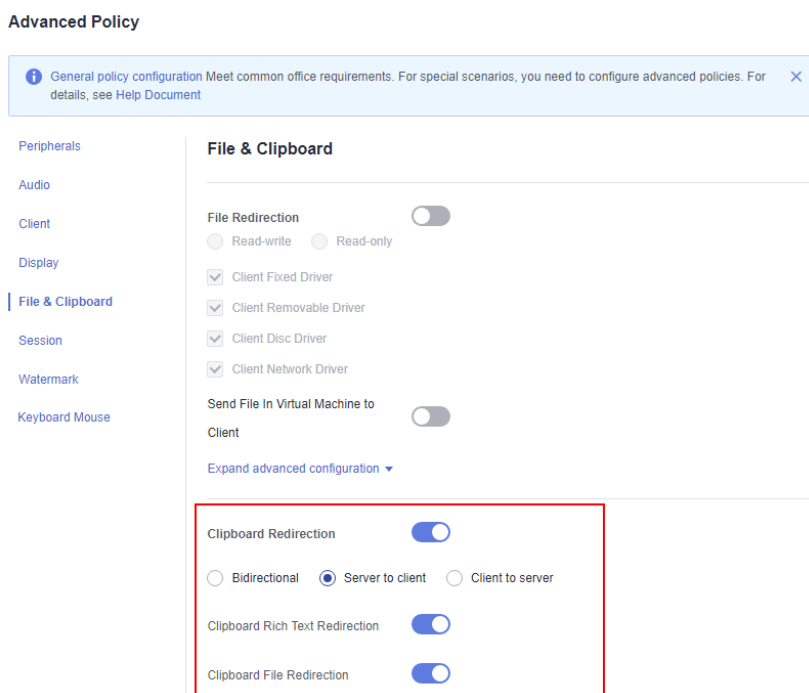 Advanced Policy
General policy configuration Meet common office requirements. For special scenarios, you need to configure advanced policies. For
details, see Help Document
Peripherals
Audio
Client
Display
File & Clipboard
Session
Watermark
Keyboard Mouse
File & Clipboard
File Redirection
Read-write Read-only
Client Fixed Driver
Client Removable Driver
Client Disc Driver
Client Network Driver
Send File In Virtual Machine to
Client
Expand advanced configuration
Clipboard Redirection
Bidirectional Server to client Client to server
Clipboard Rich Text Redirection
Clipboard File Redirection